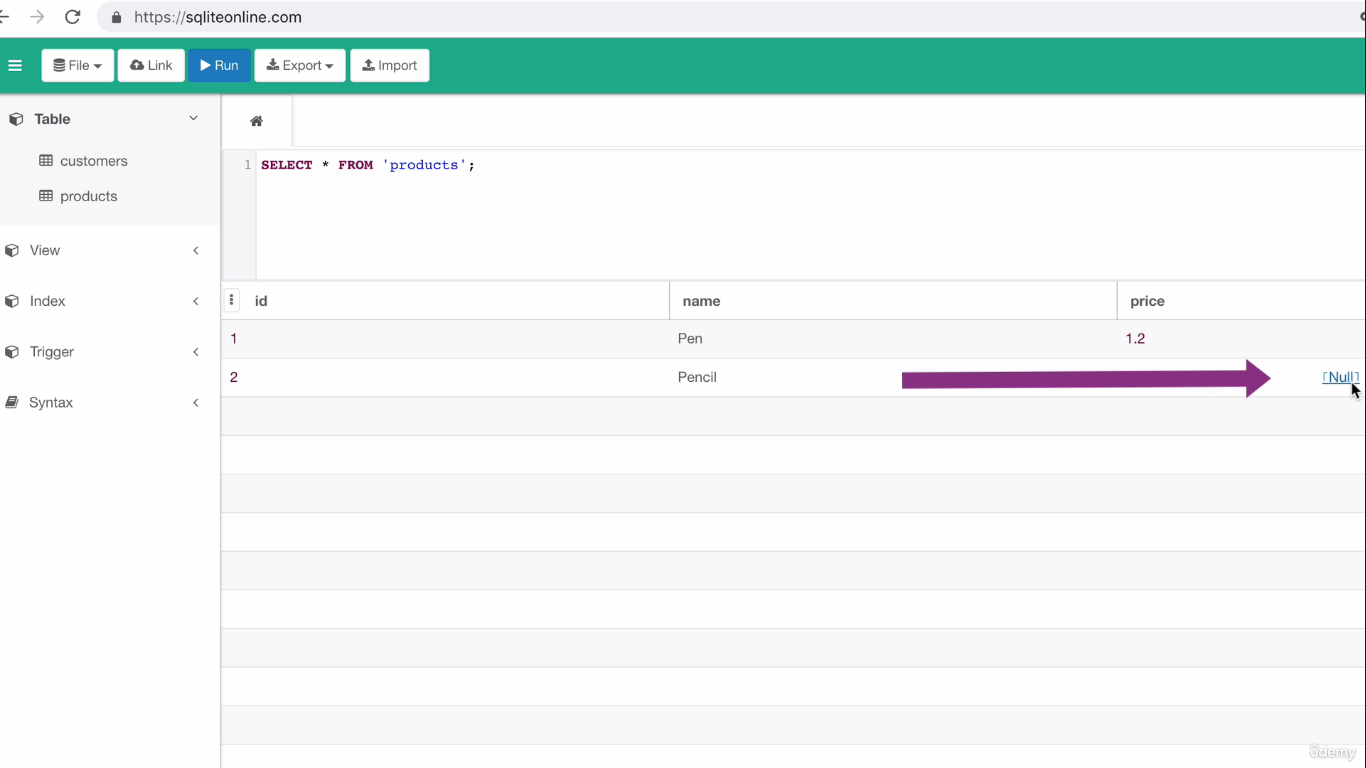 https://sqliteonline.com
File Link Run Export Import
Table
customers
products
View
Index
Trigger
Syntax
1 SELECT * FROM 'products';
id name price
1 Pen 1.2
2 Pencil [Null]
ûdemy